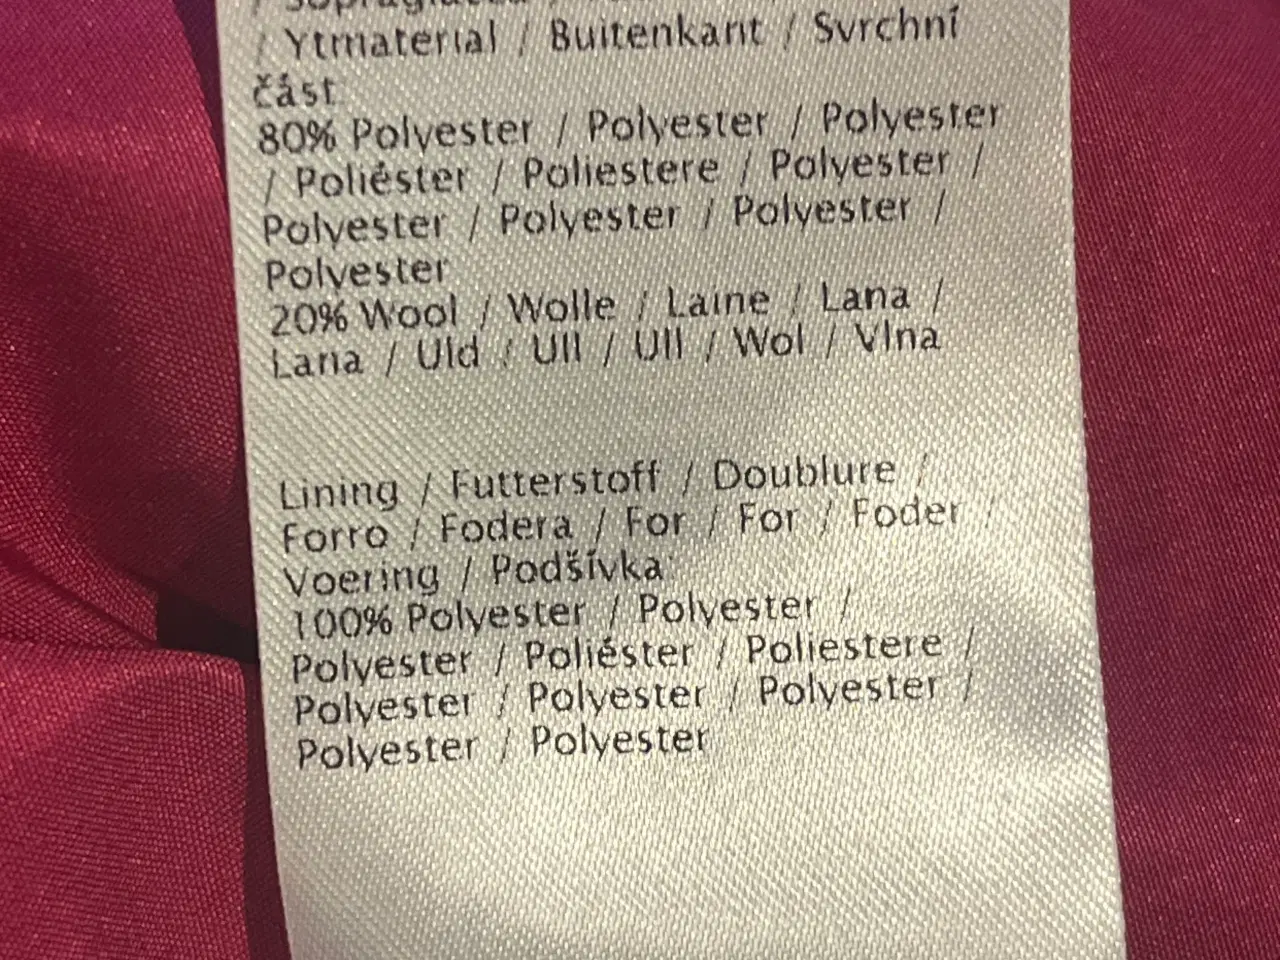 / Ytmaterial / Buitenkant / Svrchní
část
80% Polyester / Polyester / Polyester
/ Poliéster / Poliestere / Polyester /
Polyester / Polyester / Polyester /
Polyester
20% Wool / Wolle / Laine / Lana /
Lana / Uld / Ull / Ull / Wol / Vlna
Lining / Futterstoff / Doublure /
Forro / Fodera / For / For / Foder /
Voering / Podšívka:
100% Polyester / Polyester /
Polyester / Poliéster / Poliestere /
Polyester / Polyester / Polyester /
Polyester / Polyester